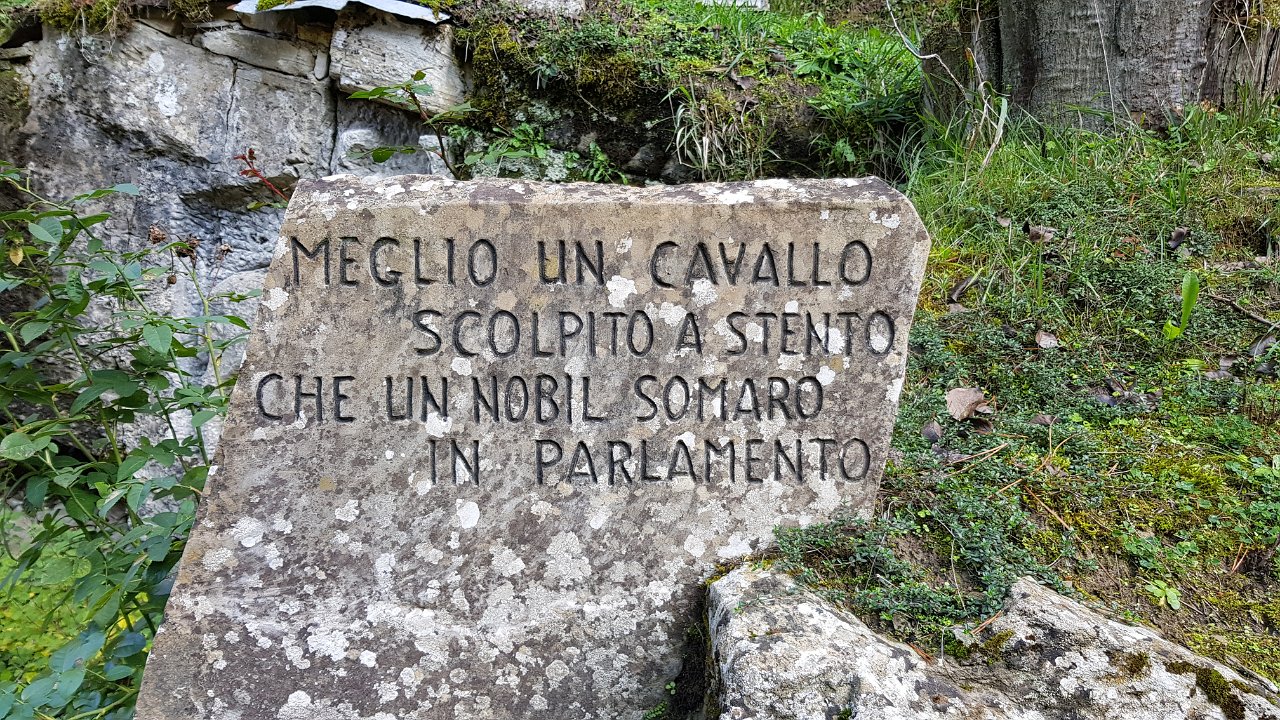 MEGLIO UN CAVALLO
SCOLPITO A STENTO
CHE UN NOBIL SOMARO
IN PARLAMENTO